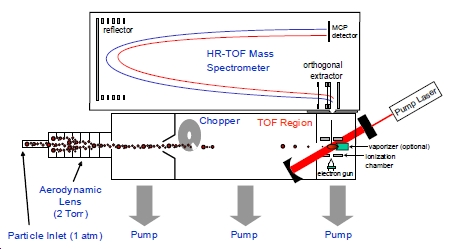 reflector
MCP
detector
HR-TOF Mass
Spectrometer
orthogonal
extractor
Pump Laser
Chopper
TOF Region
vaporizer (optional)
ionization
chamber
electron gun
Aerodynamic
Lens
(2 Torr)
Particle Inlet (1 atm)
Pump
Pump
Pump